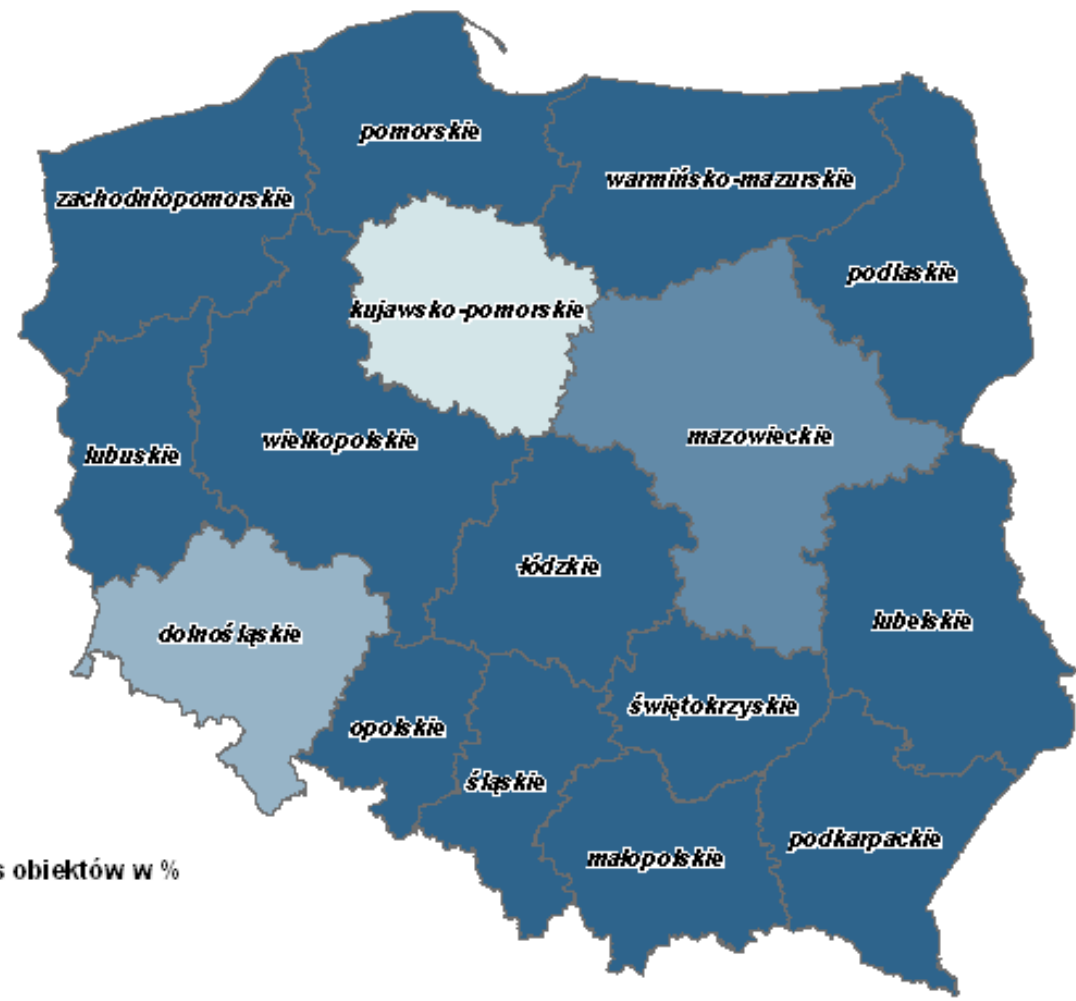 pomorskie
warmińsko-mazurskie
zachodniopomorskie
podlaskie
kujawsko-pomorskie
mazowieckie
wielkopolskie
lubuskie
łódzkie
lubelskie
dolnośląskie
świętokrzyskie
opolskie
śląskie
podkarpackie
małopolskie
s obiektów w %